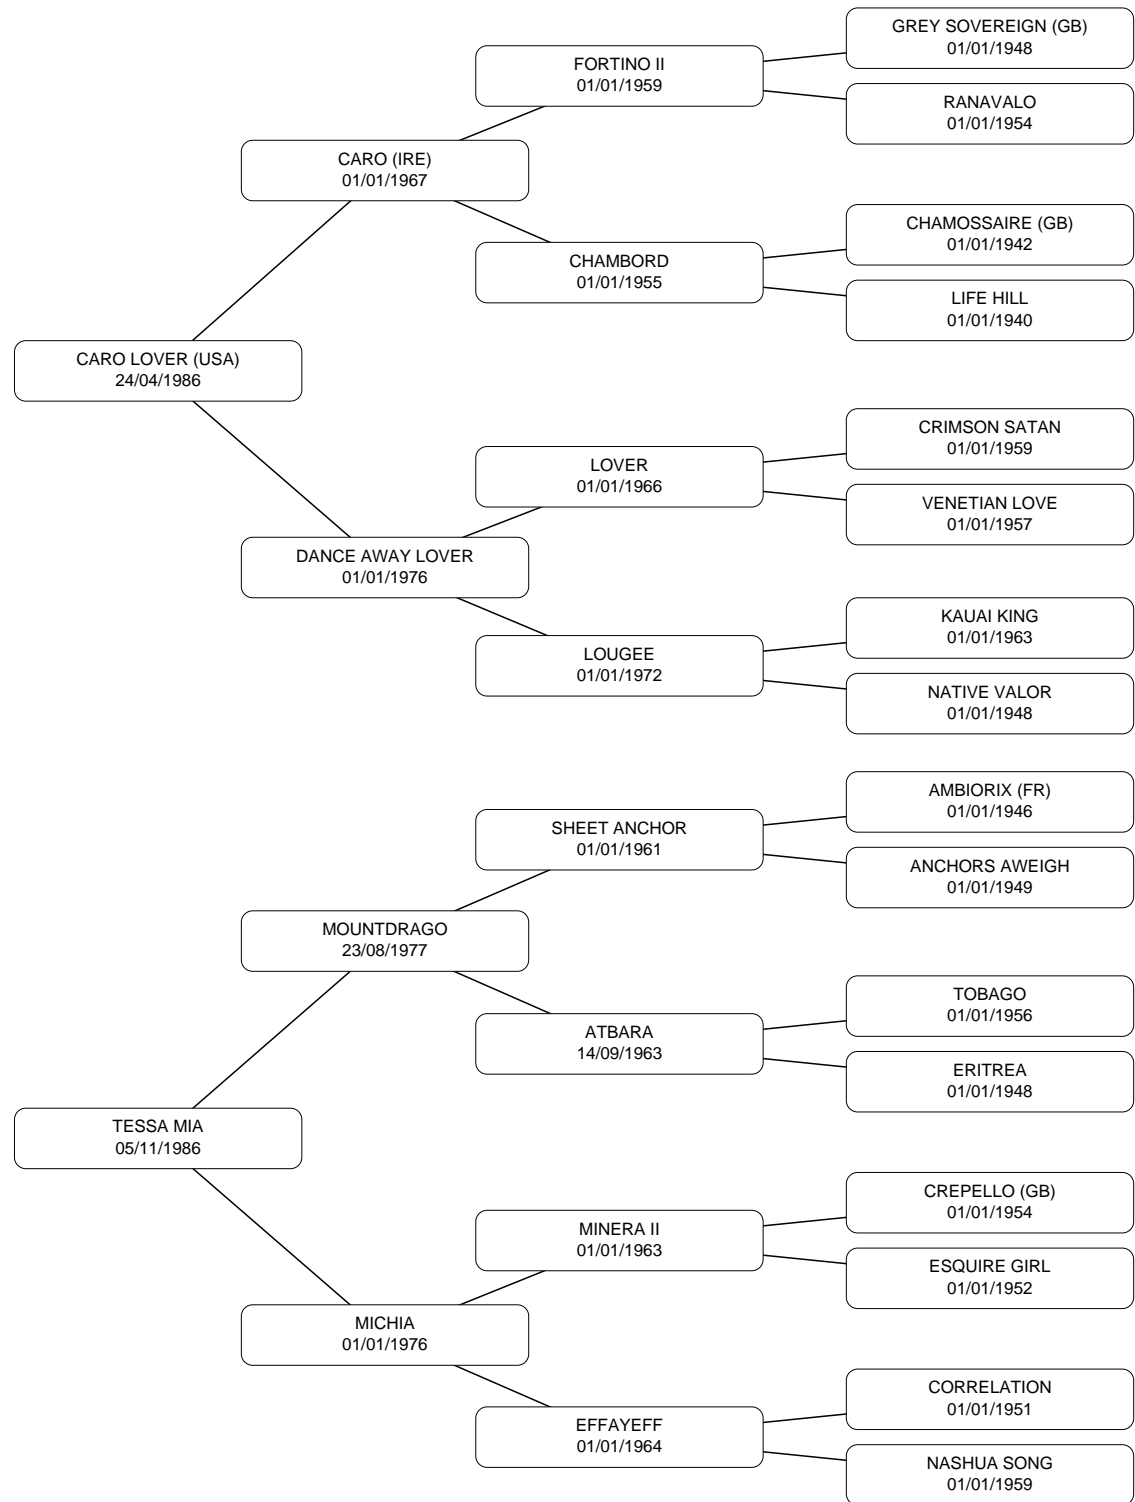 GREY SOVEREIGN (GB)
01/01/1948
FORTINO II
01/01/1959
RANAVALO
01/01/1954
CARO (IRE)
01/01/1967
CHAMOSSAIRE (GB)
01/01/1942
CHAMBORD
01/01/1955
LIFE HILL
01/01/1940
CARO LOVER (USA)
24/04/1986
CRIMSON SATAN
01/01/1959
LOVER
01/01/1966
VENETIAN LOVE
01/01/1957
DANCE AWAY LOVER
01/01/1976
KAUAI KING
01/01/1963
LOUGEE
01/01/1972
NATIVE VALOR
01/01/1948
AMBIORIX (FR)
01/01/1946
SHEET ANCHOR
01/01/1961
ANCHORS AWEIGH
01/01/1949
MOUNTDRAGO
23/08/1977
TOBAGO
01/01/1956
ATBARA
14/09/1963
ERITREA
01/01/1948
TESSA MIA
05/11/1986
CREPELLO (GB)
01/01/1954
MINERA II
01/01/1963
ESQUIRE GIRL
01/01/1952
MICHIA
01/01/1976
CORRELATION
01/01/1951
EFFAYEFF
01/01/1964
NASHUA SONG
01/01/1959